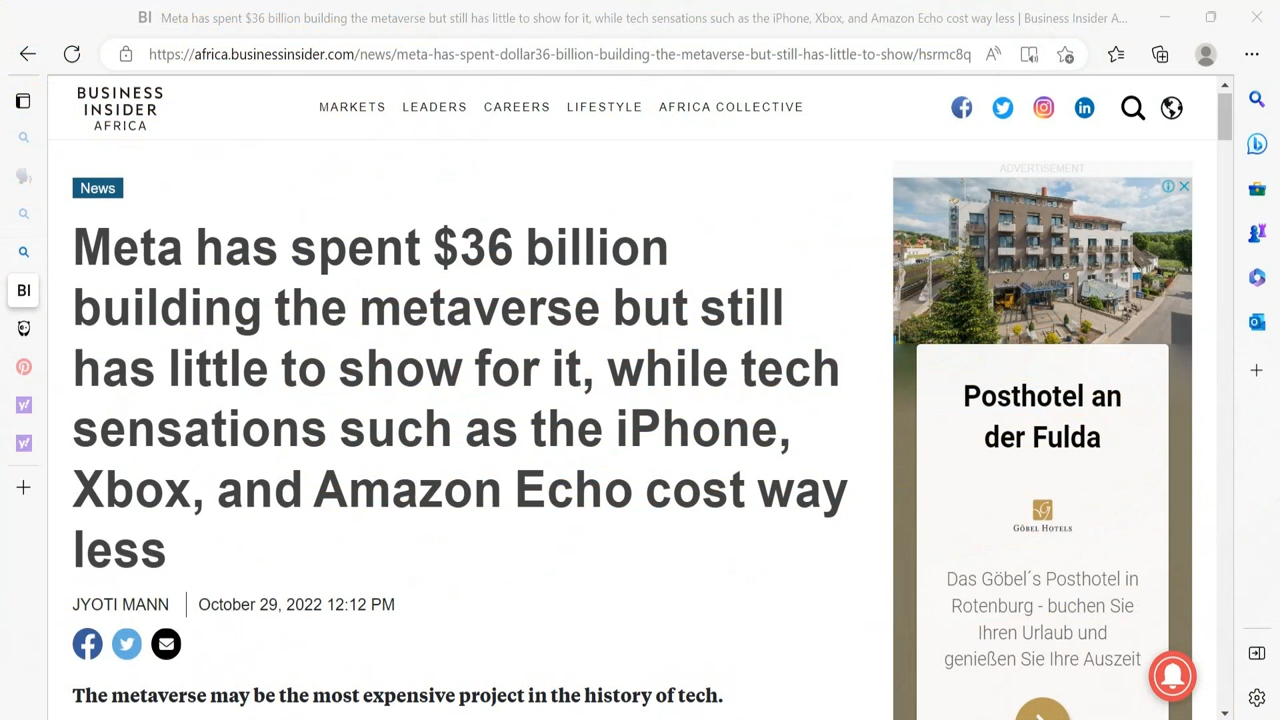 BI Meta has spent $36 billion building the metaverse but still has little to show for it, while tech sensations such as the iPhone, Xbox, and Amazon Echo cost way less | Business Insider A...
https://africa.businessinsider.com/news/meta-has-spent-dollar36-billion-building-the-metaverse-but-still-has-little-to-show/hsrmc8q
BUSINESS
INSIDER
AFRICA
MARKETS LEADERS CAREERS LIFESTYLE AFRICA COLLECTIVE
ADVERTISEMENT
News
Meta has spent $36 billion
building the metaverse but still
has little to show for it, while tech
sensations such as the iPhone,
Xbox, and Amazon Echo cost way
less
JYOTI MANN
October 29, 2022 12:12 PM
The metaverse may be the most expensive project in the history of tech.
Posthotel an
der Fulda
GÖBEL HOTELS
Das Göbel´s Posthotel in
Rotenburg - buchen Sie
Ihren Urlaub und
genießen Sie Ihre Auszeit
BI